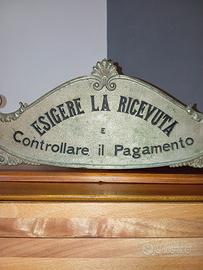 ESIGERE LA RICEVUTA
E
Controllare il Pagamento